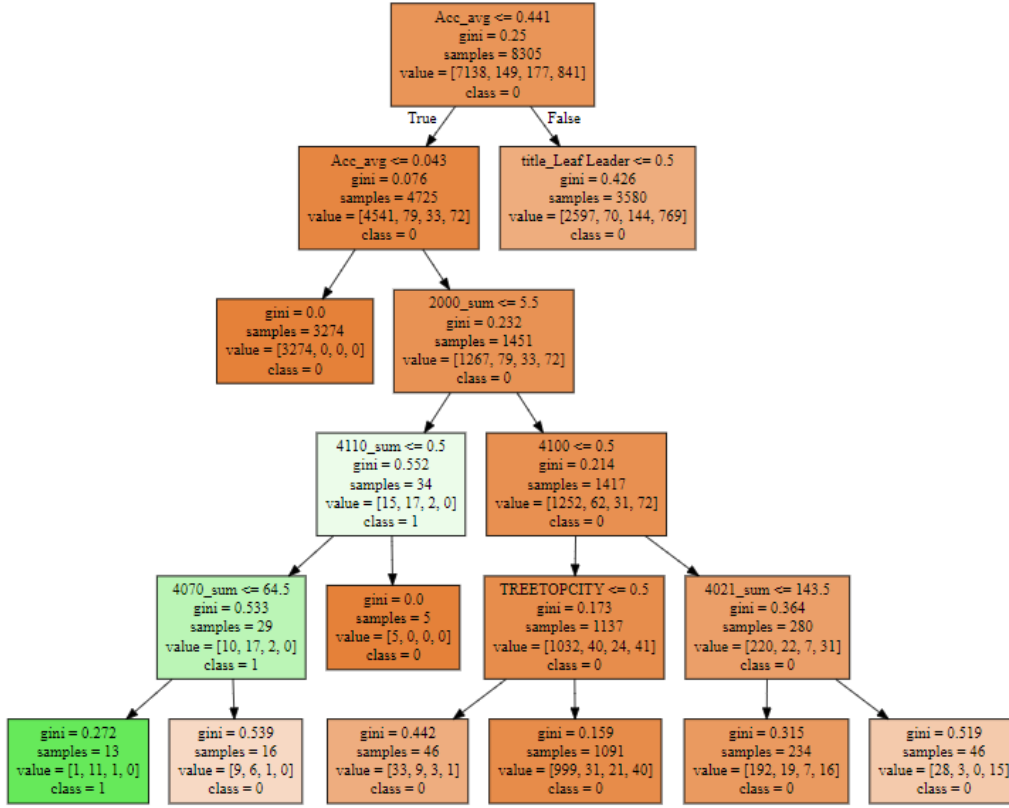 Acc_avg <= 0.441
gini = 0.25
samples = 8305
value = [7138, 149, 177, 841]
class = 0
True
False
Acc_avg <= 0.043
gini = 0.076
samples = 4725
value = [4541, 79, 33, 72]
class = 0
title_Leaf Leader <= 0.5
gini = 0.426
samples = 3580
value = [2597, 70, 144, 769]
class = 0
gini = 0.0
samples = 3274
value = [3274, 0, 0, 0]
class = 0
2000_sum <= 5.5
gini = 0.232
samples = 1451
value = [1267, 79, 33, 72]
class = 0
4110_sum <= 0.5
gini = 0.552
samples = 34
value = [15, 17, 2, 0]
class = 1
4100 <= 0.5
gini = 0.214
samples = 1417
value = [1252, 62, 31, 72]
class = 0
4070_sum <= 64.5
gini = 0.533
samples = 29
value = [10, 17, 2, 0]
class = 1
gini = 0.0
samples = 5
value = [5, 0, 0, 0]
class = 0
TREETOPCITY <= 0.5
gini = 0.173
samples = 1137
value = [1032, 40, 24, 41]
class = 0
4021_sum <= 143.5
gini = 0.364
samples = 280
value = [220, 22, 7, 31]
class = 0
gini = 0.272
samples = 13
value = [1, 11, 1, 0]
class = 1
gini = 0.539
samples = 16
value = [9, 6, 1, 0]
class = 0
gini = 0.442
samples = 46
value = [33, 9, 3, 1]
class = 0
gini = 0.159
samples = 1091
value = [999, 31, 21, 40]
class = 0
gini = 0.315
samples = 234
value = [192, 19, 7, 16]
class = 0
gini = 0.519
samples = 46
value = [28, 3, 0, 15]
class = 0